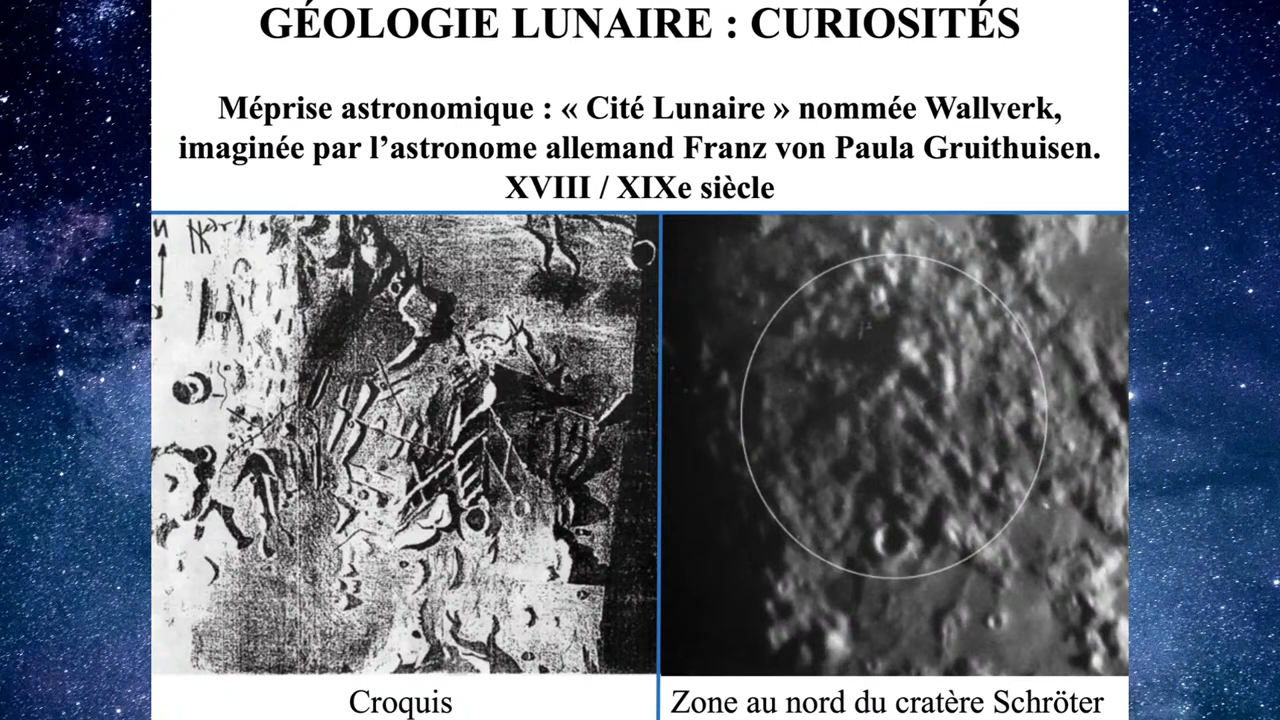 GÉOLOGIE LUNAIRE : CURIOSITÉS
Méprise astronomique : « Cité Lunaire » nommée Wallverk,
imaginée par l’astronome allemand Franz von Paula Gruithuisen.
XVIII / XIXe siècle
Croquis
Zone au nord du cratère Schröter